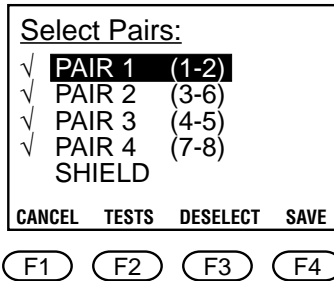 Select Pairs:
√ PAIR 1 (1-2)
√ PAIR 2 (3-6)
√ PAIR 3 (4-5)
√ PAIR 4 (7-8)
SHIELD
CANCEL TESTS DESELECT SAVE
F1 F2 F3 F4